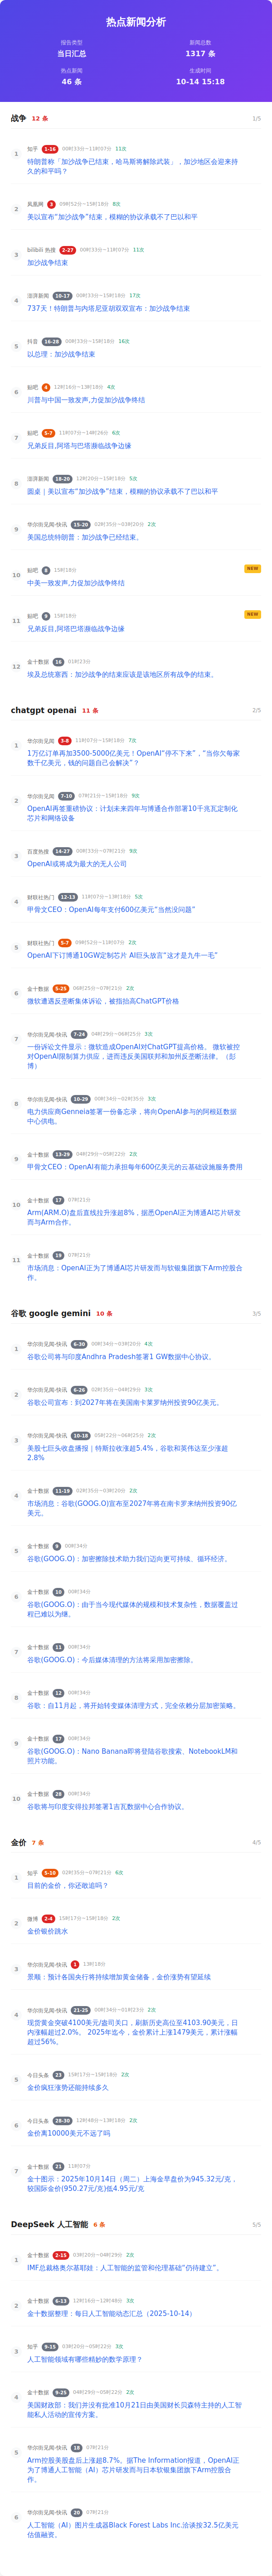 热点新闻分析
报告类型
新闻总数
当日汇总
1317 条
热点新闻
生成时间
46 条
10-14 15:18
战争 12 条 1/5
1
知乎 1-16 00时33分~11时07分 11次
特朗普称「加沙战争已结束，哈马斯将解除武装」，加沙地区会迎来持
久的和平吗？
2
凤凰网 3 09时52分~15时18分 8次
美以宣布“加沙战争”结束，模糊的协议承载不了巴以和平
3
bilibili 热搜 2-27 00时33分~11时07分 11次
加沙战争结束
4
澎湃新闻 10-17 00时33分~15时18分 17次
737天！特朗普与内塔尼亚胡双双宣布：加沙战争结束
5
抖音 16-28 00时33分~15时18分 16次
以总理：加沙战争结束
6
贴吧 4 12时16分~13时18分 4次
川普与中国一致发声,力促加沙战争终结
7
贴吧 5-7 11时07分~14时26分 6次
兄弟反目,阿塔与巴塔濒临战争边缘
8
澎湃新闻 18-20 12时20分~15时18分 5次
圆桌｜美以宣布“加沙战争”结束，模糊的协议承载不了巴以和平
9
华尔街见闻-快讯 15-20 02时35分~03时20分 2次
美国总统特朗普：加沙战争已经结束。
10
贴吧 8 15时18分 NEW
中美一致发声,力促加沙战争终结
11
贴吧 9 15时18分 NEW
兄弟反目,阿塔巴塔濒临战争边缘
12
金十数据 16 01时23分
埃及总统塞西：加沙战争的结束应该是该地区所有战争的结束。
chatgpt openai 11 条 2/5
1
华尔街见闻 3-8 11时07分~15时18分 7次
1万亿订单再加3500-5000亿美元！OpenAI“停不下来”，“当你欠每家
数千亿美元，钱的问题自己会解决”？
2
华尔街见闻 7-10 07时21分~15时18分 9次
OpenAI再签重磅协议：计划未来四年与博通合作部署10千兆瓦定制化
芯片和网络设备
3
百度热搜 14-27 00时33分~07时21分 9次
OpenAI或将成为最大的无人公司
4
财联社热门 12-13 11时07分~13时18分 5次
甲骨文CEO：OpenAI每年支付600亿美元“当然没问题”
5
财联社热门 5-7 09时52分~11时07分 2次
OpenAI下订博通10GW定制芯片 AI巨头放言“这才是九牛一毛”
6
金十数据 5-25 06时25分~07时21分 2次
微软遭遇反垄断集体诉讼，被指抬高ChatGPT价格
7
华尔街见闻-快讯 7-24 04时29分~06时25分 3次
一份诉讼文件显示：微软造成OpenAI对ChatGPT提高价格。 微软被控
对OpenAI限制算力供应，进而违反美国联邦和加州反垄断法律。（彭
博）
8
华尔街见闻-快讯 10-29 00时34分~02时35分 3次
电力供应商Genneia签署一份备忘录，将向OpenAI参与的阿根廷数据
中心供电。
9
金十数据 13-29 04时29分~05时22分 2次
甲骨文CEO：OpenAI有能力承担每年600亿美元的云基础设施服务费用
10
金十数据 17 07时21分
Arm(ARM.O)盘后直线拉升涨超8%，据悉OpenAI正为博通AI芯片研发
而与Arm合作。
11
金十数据 19 07时21分
市场消息：OpenAI正为了博通AI芯片研发而与软银集团旗下Arm控股合
作。
谷歌 google gemini 10 条 3/5
1
华尔街见闻-快讯 6-30 00时34分~03时20分 4次
谷歌公司将与印度Andhra Pradesh签署1 GW数据中心协议。
2
华尔街见闻-快讯 6-26 02时35分~04时29分 3次
谷歌公司宣布：到2027年将在美国南卡莱罗纳州投资90亿美元。
3
华尔街见闻-快讯 10-18 05时22分~06时25分 2次
美股七巨头收盘播报｜特斯拉收涨超5.4%，谷歌和英伟达至少涨超
2.8%
4
金十数据 11-19 02时35分~03时20分 2次
市场消息：谷歌(GOOG.O)宣布至2027年将在南卡罗来纳州投资90亿
美元。
5
金十数据 9 00时34分
谷歌(GOOG.O)：加密擦除技术助力我们迈向更可持续、循环经济。
6
金十数据 10 00时34分
谷歌(GOOG.O)：由于当今现代媒体的规模和技术复杂性，数据覆盖过
程已难以为继。
7
金十数据 11 00时34分
谷歌(GOOG.O)：今后媒体清理的方法将采用加密擦除。
8
金十数据 12 00时34分
谷歌：自11月起，将开始转变媒体清理方式，完全依赖分层加密策略。
9
金十数据 17 00时34分
谷歌(GOOG.O)：Nano Banana即将登陆谷歌搜索、NotebookLM和
照片功能。
10
金十数据 28 00时34分
谷歌将与印度安得拉邦签署1吉瓦数据中心合作协议。
金价 7 条 4/5
1
知乎 5-20 02时35分~07时21分 6次
目前的金价，你还敢追吗？
2
微博 2-4 15时17分~15时18分 2次
金价银价跳水
3
华尔街见闻-快讯 1 13时18分
景顺：预计各国央行将持续增加黄金储备，金价涨势有望延续
4
华尔街见闻-快讯 21-25 00时34分~01时23分 2次
现货黄金突破4100美元/盎司关口，刷新历史高位至4103.90美元，日
内涨幅超过2.0%。 2025年迄今，金价累计上涨1479美元，累计涨幅
超过56%。
5
今日头条 23 15时17分~15时18分 2次
金价疯狂涨势还能持续多久
6
今日头条 28-30 12时48分~13时18分 2次
金价离10000美元不远了吗
7
金十数据 21 11时07分
金十图示：2025年10月14日（周二）上海金早盘价为945.32元/克，
较国际金价(950.27元/克)低4.95元/克
DeepSeek 人工智能 6 条 5/5
1
金十数据 2-15 03时20分~04时29分 2次
IMF总裁格奥尔基耶娃：人工智能的监管和伦理基础“仍待建立”。
2
金十数据 6-13 12时16分~12时48分 3次
金十数据整理：每日人工智能动态汇总（2025-10-14）
3
知乎 9-15 03时20分~05时22分 3次
人工智能领域有哪些精妙的数学原理？
4
金十数据 9-25 04时29分~05时22分 2次
美国财政部：我们并没有批准10月21日由美国财长贝森特主持的人工智
能私人活动的宣传方案。
5
华尔街见闻-快讯 18 07时21分
Arm控股美股盘后上涨超8.7%。据The Information报道，OpenAI正
为了博通人工智能（AI）芯片研发而与日本软银集团旗下Arm控股合
作。
6
华尔街见闻-快讯 20 07时21分
人工智能（AI）图片生成器Black Forest Labs Inc.洽谈按32.5亿美元
估值融资。